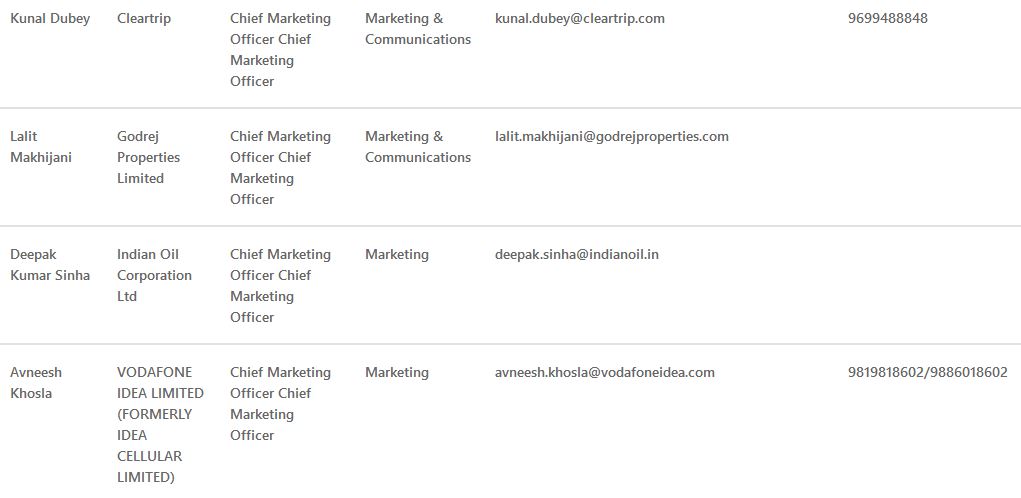 Kunal Dubey Cleartrip Chief Marketing Marketing & kunal.dubey@cleartrip.com 9699488848
Officer Chief Communications
Marketing
Officer
Lalit Godrej Chief Marketing Marketing & lalit.makhijani@godrejproperties.com
Makhijani Properties Officer Chief Communications
Limited Marketing
Officer
Deepak Indian Oil Chief Marketing Marketing deepak.sinha@indianoil.in
Kumar Sinha Corporation Officer Chief
Ltd Marketing
Officer
Avneesh VODAFONE Chief Marketing Marketing avneesh.khosla@vodafoneidea.com 9819818602/9886018602
Khosla IDEA LIMITED Officer Chief
(FORMERLY Marketing
IDEA Officer
CELLULAR
LIMITED)